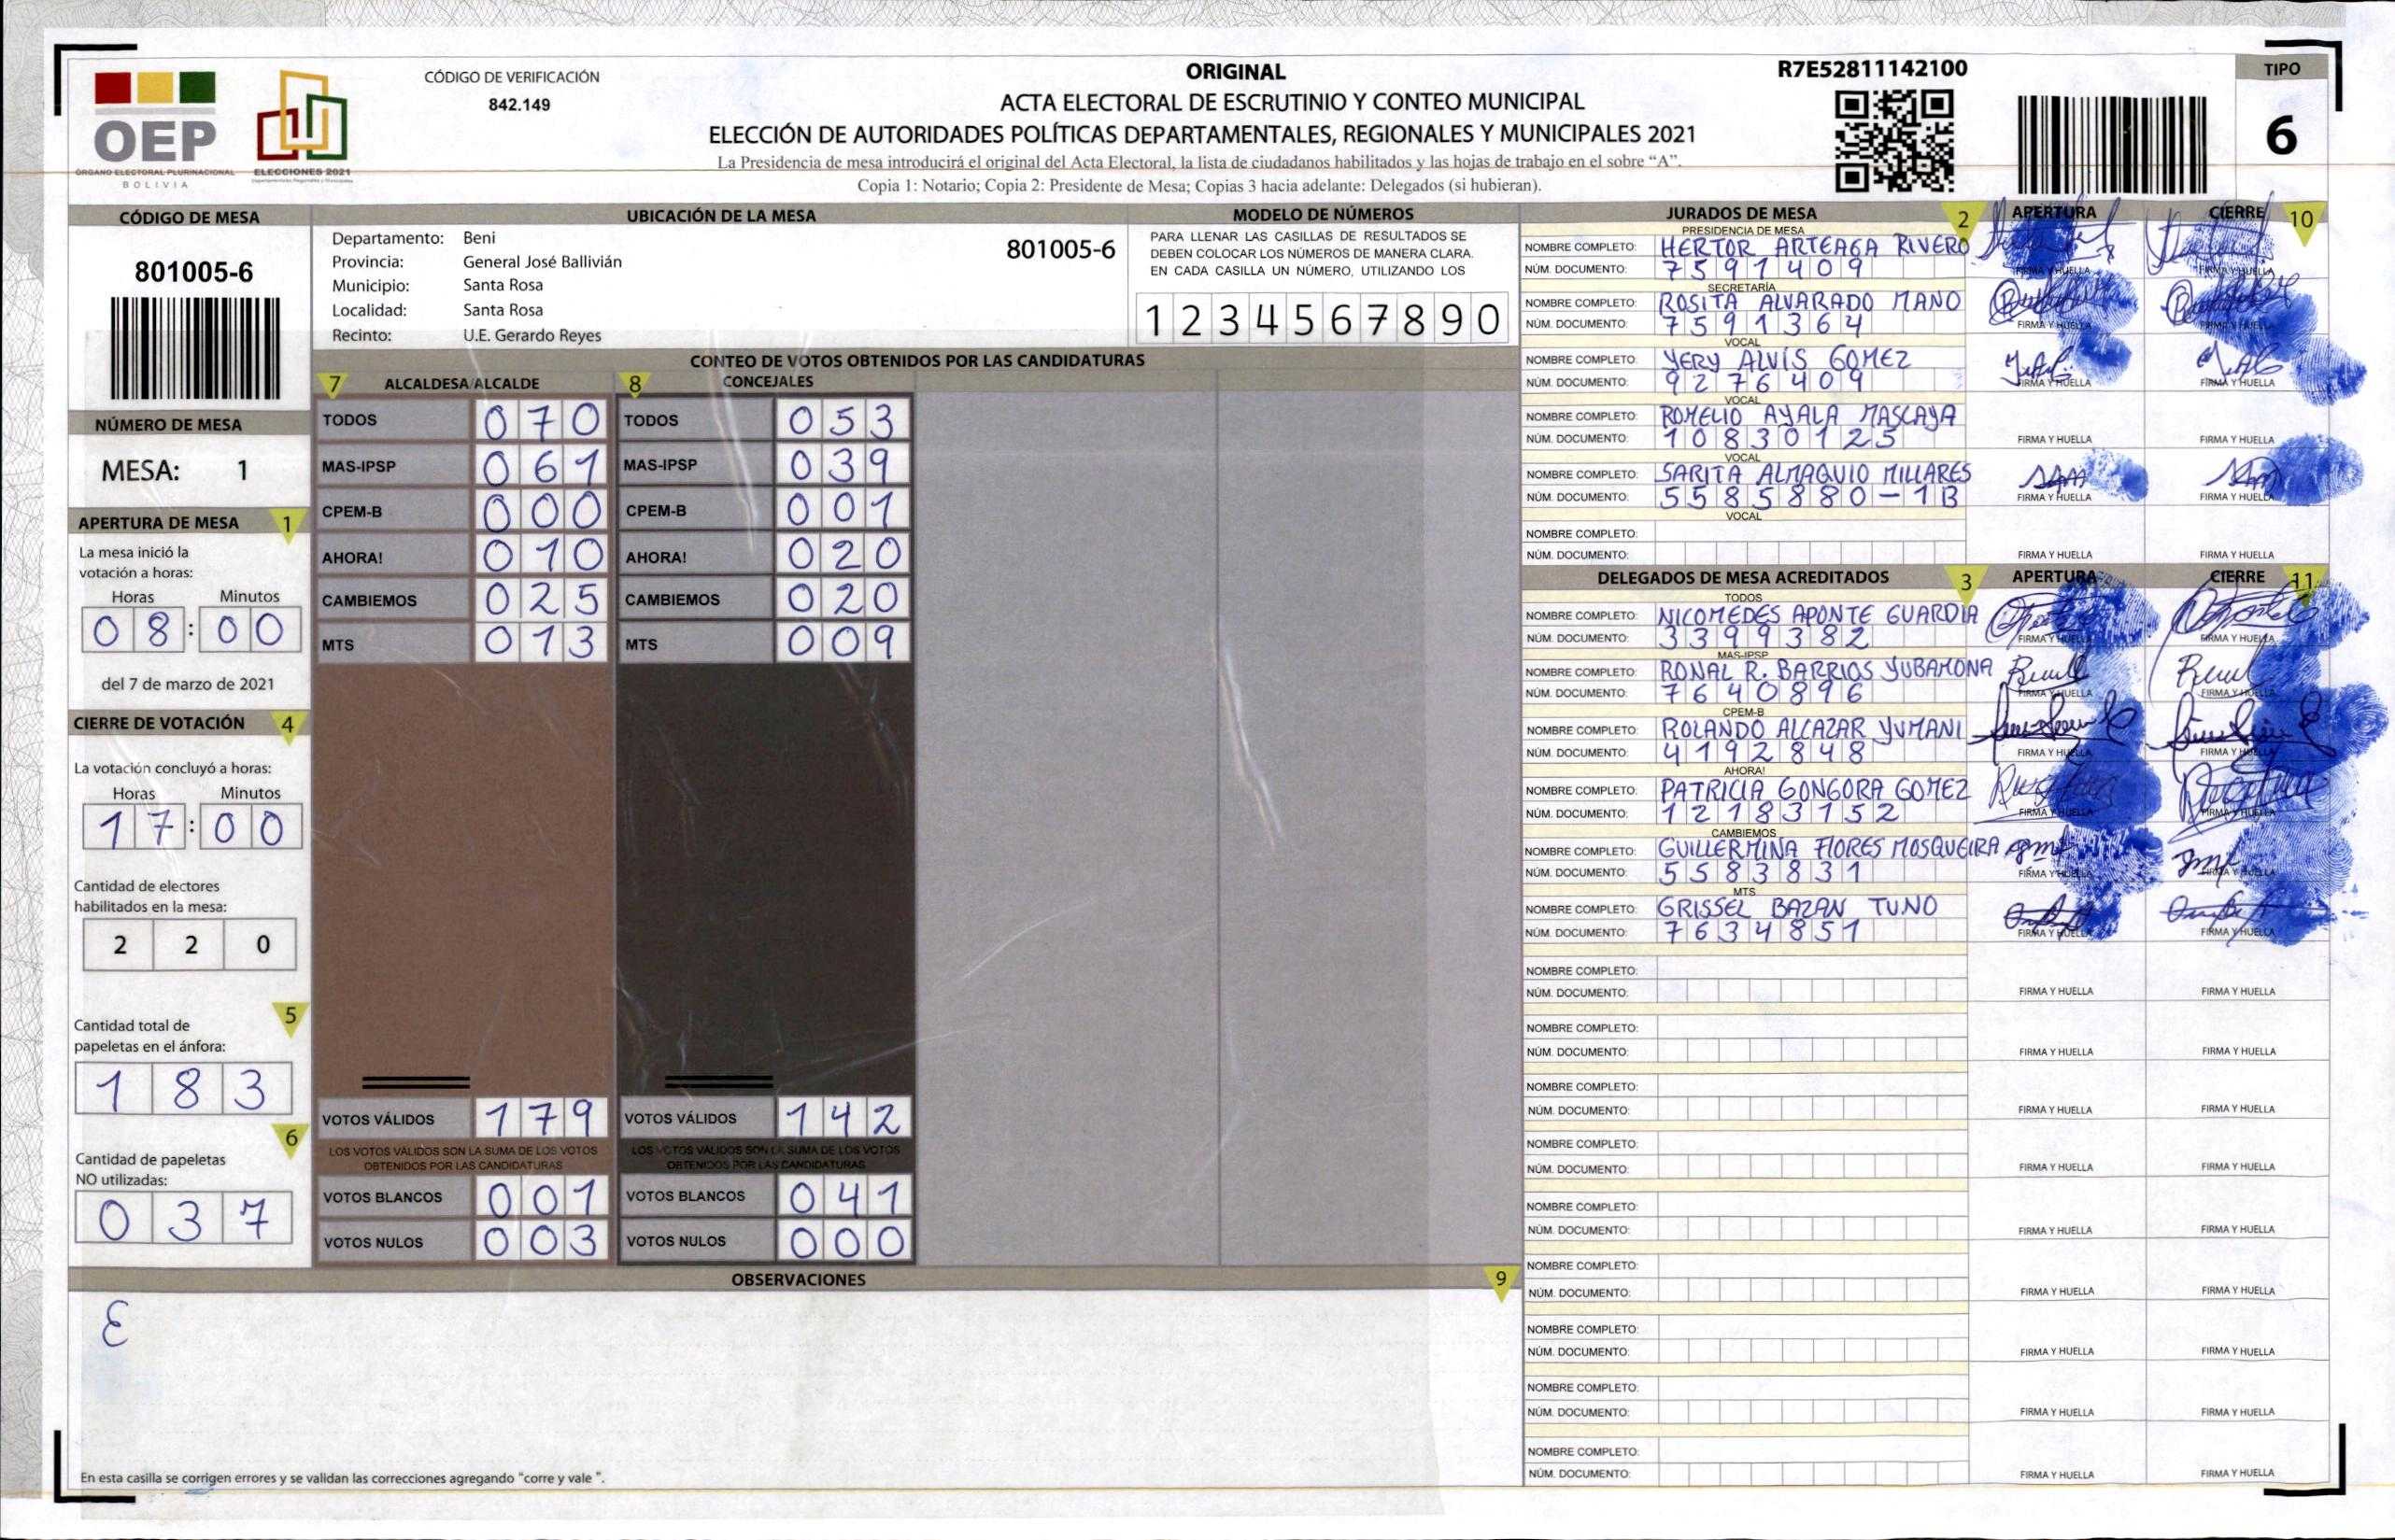 OEP
ÓRGANO ELECTORAL PLURINACIONAL
BOLIVIA
ELECCIONES 2021
CÓDIGO DE VERIFICACIÓN
842.149
ORIGINAL
ACTA ELECTORAL DE ESCRUTINIO Y CONTEO MUNICIPAL
ELECCIÓN DE AUTORIDADES POLÍTICAS DEPARTAMENTALES, REGIONALES Y MUNICIPALES 2021
La Presidencia de mesa introducirá el original del Acta Electoral, la lista de ciudadanos habilitados y las hojas de trabajo en el sobre “A”.
Copia 1: Notario; Copia 2: Presidente de Mesa; Copias 3 hacia adelante: Delegados (si hubieran).
R7E52811142100
TIPO
6
CÓDIGO DE MESA
801005-6
NÚMERO DE MESA
MESA: 1
APERTURA DE MESA 1
La mesa inició la
votación a horas:
Horas Minutos
08:00
del 7 de marzo de 2021
CIERRE DE VOTACIÓN 4
La votación concluyó a horas:
Horas Minutos
17:00
Cantidad de electores
habilitados en la mesa:
2 2 0
5
Cantidad total de
papeletas en el ánfora:
1 8 3
6
Cantidad de papeletas
NO utilizadas:
0 3 7
UBICACIÓN DE LA MESA
Departamento: Beni
801005-6
Provincia: General José Ballivián
Municipio: Santa Rosa
Localidad: Santa Rosa
Recinto: U.E. Gerardo Reyes
MODELO DE NÚMEROS
PARA LLENAR LAS CASILLAS DE RESULTADOS SE
DEBEN COLOCAR LOS NÚMEROS DE MANERA CLARA.
EN CADA CASILLA UN NÚMERO, UTILIZANDO LOS
1 2 3 4 5 6 7 8 9 0
CONTEO DE VOTOS OBTENIDOS POR LAS CANDIDATURAS
7 ALCALDESA/ALCALDE 8 CONCEJALES
TODOS 070 TODOS 053
MAS-IPSP 061 MAS-IPSP 039
CPEM-B 000 CPEM-B 001
AHORA! 010 AHORA! 020
CAMBIEMOS 025 CAMBIEMOS 020
MTS 013 MTS 009
VOTOS VÁLIDOS 179 VOTOS VÁLIDOS 142
LOS VOTOS VÁLIDOS SON LA SUMA DE LOS VOTOS LOS VOTOS VÁLIDOS SON LA SUMA DE LOS VOTOS
OBTENIDOS POR LAS CANDIDATURAS OBTENIDOS POR LAS CANDIDATURAS
VOTOS BLANCOS 001 VOTOS BLANCOS 041
VOTOS NULOS 003 VOTOS NULOS 000
OBSERVACIONES 9
En esta casilla se corrigen errores y se validan las correcciones agregando “corre y vale ”.
JURADOS DE MESA 2 APERTURA CIERRE 10
PRESIDENCIA DE MESA
NOMBRE COMPLETO: HERTOR ARTEAGA RIVERO
NÚM. DOCUMENTO: 7591409 FIRMA Y HUELLA FIRMA Y HUELLA
SECRETARÍA
NOMBRE COMPLETO: ROSITA ALVARADO MANO
NÚM. DOCUMENTO: 7591364 FIRMA Y HUELLA FIRMA Y HUELLA
VOCAL
NOMBRE COMPLETO: YERY ALVIS GOMEZ
NÚM. DOCUMENTO: 9276409 FIRMA Y HUELLA FIRMA Y HUELLA
VOCAL
NOMBRE COMPLETO: ROMELIO AYALA MASCAYA
NÚM. DOCUMENTO: 10830125 FIRMA Y HUELLA FIRMA Y HUELLA
VOCAL
NOMBRE COMPLETO: SARITA ALMAQUIO MILLARES
NÚM. DOCUMENTO: 5585880-1B FIRMA Y HUELLA FIRMA Y HUELLA
VOCAL
NOMBRE COMPLETO:
NÚM. DOCUMENTO: FIRMA Y HUELLA FIRMA Y HUELLA
DELEGADOS DE MESA ACREDITADOS 3 APERTURA CIERRE 11
TODOS
NOMBRE COMPLETO: NICOMEDES APONTE GUARDIA
NÚM. DOCUMENTO: 3399382 FIRMA Y HUELLA FIRMA Y HUELLA
MAS-IPSP
NOMBRE COMPLETO: RONAL R. BARRIOS YUBAMONA
NÚM. DOCUMENTO: 7640896 FIRMA Y HUELLA FIRMA Y HUELLA
CPEM-B
NOMBRE COMPLETO: ROLANDO ALCAZAR YUMANI
NÚM. DOCUMENTO: 4192848 FIRMA Y HUELLA FIRMA Y HUELLA
AHORA!
NOMBRE COMPLETO: PATRICIA GONGORA GOMEZ
NÚM. DOCUMENTO: 12183152 FIRMA Y HUELLA FIRMA Y HUELLA
CAMBIEMOS
NOMBRE COMPLETO: GUILLERMINA FLORES MOSQUEIRA
NÚM. DOCUMENTO: 5583831 FIRMA Y HUELLA FIRMA Y HUELLA
MTS
NOMBRE COMPLETO: GRISSEL BAZAN TUNO
NÚM. DOCUMENTO: 7634851 FIRMA Y HUELLA FIRMA Y HUELLA
NOMBRE COMPLETO:
NÚM. DOCUMENTO: FIRMA Y HUELLA FIRMA Y HUELLA
NOMBRE COMPLETO:
NÚM. DOCUMENTO: FIRMA Y HUELLA FIRMA Y HUELLA
NOMBRE COMPLETO:
NÚM. DOCUMENTO: FIRMA Y HUELLA FIRMA Y HUELLA
NOMBRE COMPLETO:
NÚM. DOCUMENTO: FIRMA Y HUELLA FIRMA Y HUELLA
NOMBRE COMPLETO:
NÚM. DOCUMENTO: FIRMA Y HUELLA FIRMA Y HUELLA
NOMBRE COMPLETO:
NÚM. DOCUMENTO: FIRMA Y HUELLA FIRMA Y HUELLA
NOMBRE COMPLETO:
NÚM. DOCUMENTO: FIRMA Y HUELLA FIRMA Y HUELLA
NOMBRE COMPLETO:
NÚM. DOCUMENTO: FIRMA Y HUELLA FIRMA Y HUELLA
NOMBRE COMPLETO:
NÚM. DOCUMENTO: FIRMA Y HUELLA FIRMA Y HUELLA